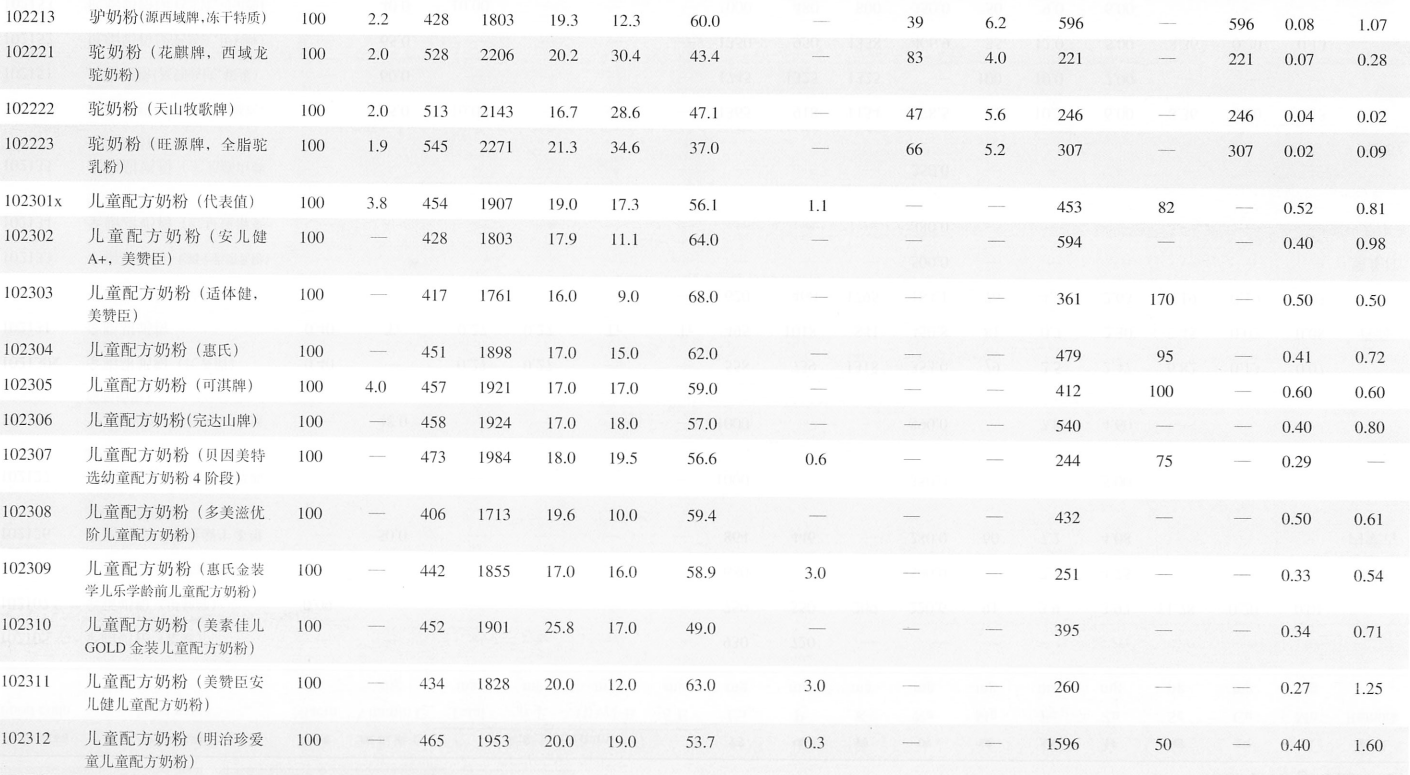 102213 驴奶粉(源西域牌,冻干特质) 100 2.2 428 1803 19.3 12.3 60.0 — 39 6.2 596 — 596 0.08 1.07
102221 驼奶粉（花麒牌，西域龙 100 2.0 528 2206 20.2 30.4 43.4 83 4.0 221 — 221 0.07 0.28
驼奶粉）
102222 驼奶粉（天山牧歌牌） 100 2.0 513 2143 16.7 28.6 47.1 — 47 5.6 246 — 246 0.04 0.02
102223 驼奶粉（旺源牌，全脂驼 100 1.9 545 2271 21.3 34.6 37.0 — 66 5.2 307 — 307 0.02 0.09
乳粉）
102301x 儿童配方奶粉（代表值） 100 3.8 454 1907 19.0 17.3 56.1 1.1 — — 453 82 — 0.52 0.81
102302 儿童配方奶粉（安儿健 100 — 428 1803 17.9 11.1 64.0 — — — 594 — — 0.40 0.98
A+，美赞臣）
102303 儿童配方奶粉（适体健， 100 — 417 1761 16.0 9.0 68.0 — — — 361 170 — 0.50 0.50
美赞臣）
102304 儿童配方奶粉（惠氏） 100 — 451 1898 17.0 15.0 62.0 — — — 479 95 — 0.41 0.72
102305 儿童配方奶粉（可淇牌） 100 4.0 457 1921 17.0 17.0 59.0 — — — 412 100 — 0.60 0.60
102306 儿童配方奶粉(完达山牌) 100 — 458 1924 17.0 18.0 57.0 — — — 540 — — 0.40 0.80
102307 儿童配方奶粉（贝因美特 100 — 473 1984 18.0 19.5 56.6 0.6 — — 244 75 — 0.29 —
选幼童配方奶粉 4 阶段）
102308 儿童配方奶粉（多美滋优 100 — 406 1713 19.6 10.0 59.4 — — — 432 — — 0.50 0.61
阶儿童配方奶粉）
102309 儿童配方奶粉（惠氏金装 100 — 442 1855 17.0 16.0 58.9 3.0 — — 251 — — 0.33 0.54
学儿乐学龄前儿童配方奶粉）
102310 儿童配方奶粉（美素佳儿 100 — 452 1901 25.8 17.0 49.0 — — — 395 — — 0.34 0.71
GOLD 金装儿童配方奶粉）
102311 儿童配方奶粉（美赞臣安 100 — 434 1828 20.0 12.0 63.0 3.0 — — 260 — — 0.27 1.25
儿健儿童配方奶粉）
102312 儿童配方奶粉（明治珍爱 100 — 465 1953 20.0 19.0 53.7 0.3 — — 1596 50 — 0.40 1.60
童儿童配方奶粉）